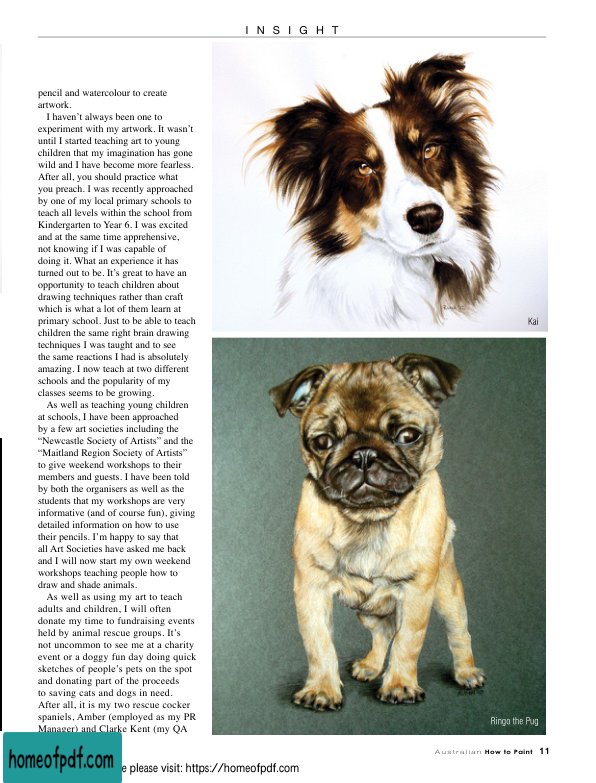 INSIGHT
pencil and watercolour to create
artwork.
I haven't always been one to
experiment with my artwork. It wasn't
until I started teaching art to young
children that my imagination has gone
wild and I have become more fearless.
After all, you should practice what
you preach. I was recently approached
by one of my local primary schools to
teach all levels within the school from
Kindergarten to Year 6. I was excited
and at the same time apprehensive,
not knowing if I was capable of
doing it. What an experience it has
turned out to be. It's great to have an
opportunity to teach children about
drawing techniques rather than craft
which is what a lot of them learn at
primary school. Just to be able to teach
children the same right brain drawing
techniques I was taught and to see
the same reactions I had is absolutely
amazing. I now teach at two different
schools and the popularity of my
classes seems to be growing.
As well as teaching young children
at schools, I have been approached
by a few art societies including the
“Newcastle Society of Artists” and the
“Maitland Region Society of Artists”
to give weekend workshops to their
members and guests. I have been told
by both the organisers as well as the
students that my workshops are very
informative (and of course fun), giving
detailed information on how to use
their pencils. I'm happy to say that
all Art Societies have asked me back
and I will now start my own weekend
workshops teaching people how to
draw and shade animals.
As well as using my art to teach
adults and children, I will often
donate my time to fundraising events
held by animal rescue groups. It's
not uncommon to see me at a charity
event or a doggy fun day doing quick
sketches of people's pets on the spot
and donating part of the proceeds
to saving cats and dogs in need.
After all, it is my two rescue cocker
spaniels, Amber (employed as my PR
Manager) and Clarke Kent (my QA
Kai
Ringo the Pug
Australian How to Paint 11
homeofpdf.com
e please visit: https://homeofpdf.com